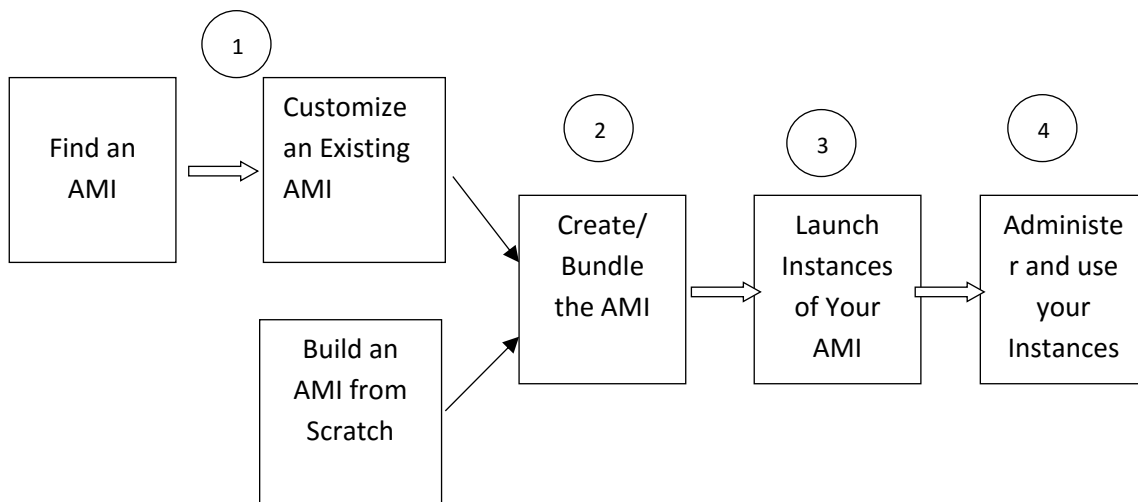 1
Find an
AMI
Customize
an Existing
AMI
Build an
AMI from
Scratch
2
Create/
Bundle
the AMI
3
Launch
Instances
of Your
AMI
4
Administe
r and use
your
Instances